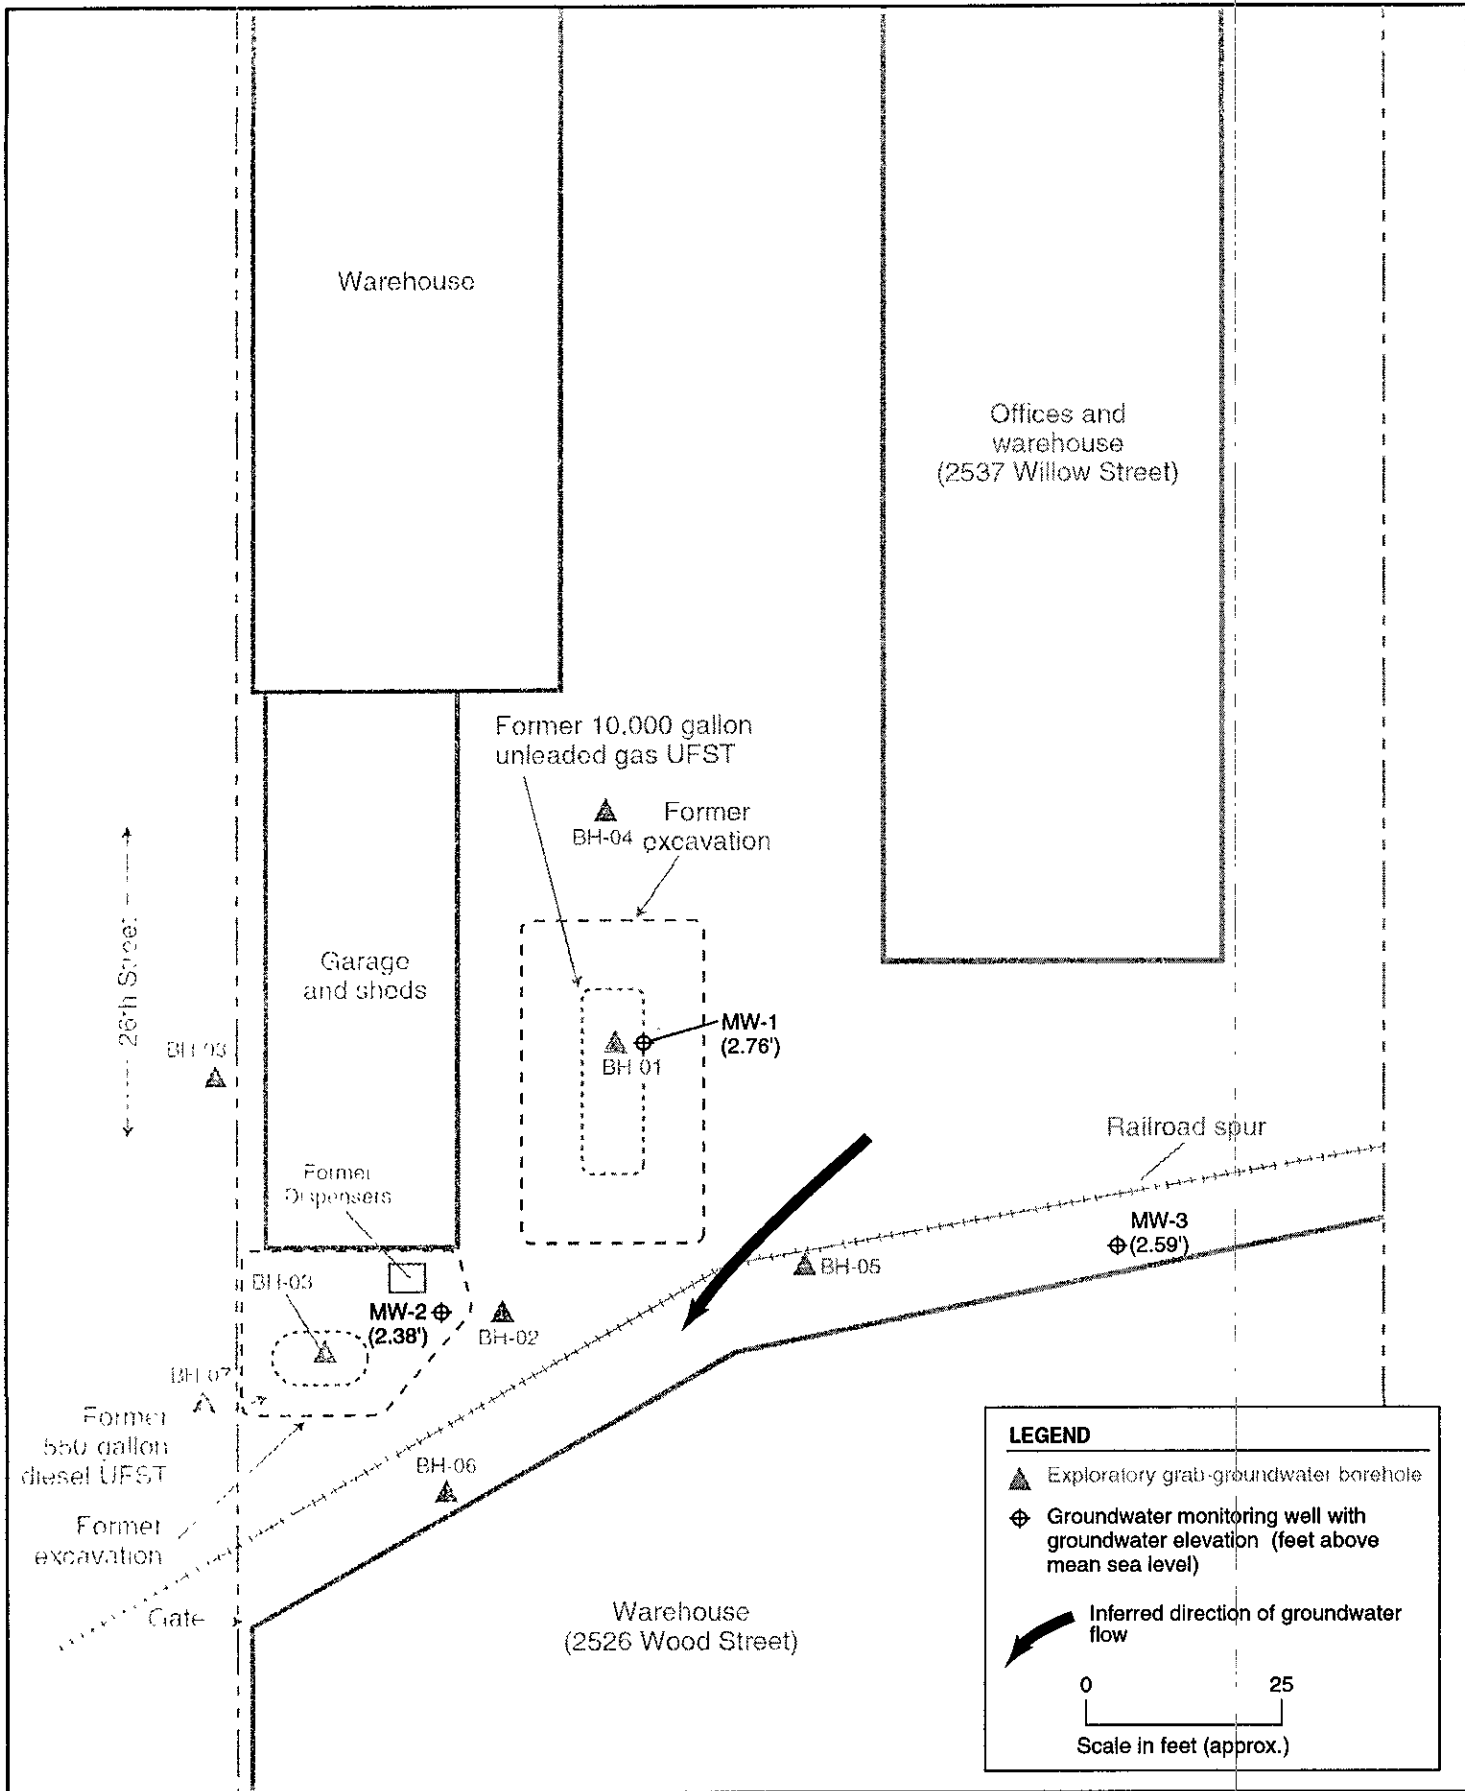 Warehouse
Offices and
warehouse
(2537 Willow Street)
Former 10,000 gallon
unleaded gas UFST
BH-04
Former
excavation
26th Street
Garage
and sheds
MW-1
(2.76')
BH-01
Railroad spur
Former
Dispensers
MW-3
(2.59')
BH-05
BH-03
MW-2
(2.38')
BH-02
BH-07
Former
550 gallon
diesel UFST
BH-06
Former
excavation
Gate
Warehouse
(2526 Wood Street)
LEGEND
Exploratory grab-groundwater borehole
Groundwater monitoring well with
groundwater elevation (feet above
mean sea level)
Inferred direction of groundwater
flow
0 25
Scale in feet (approx.)